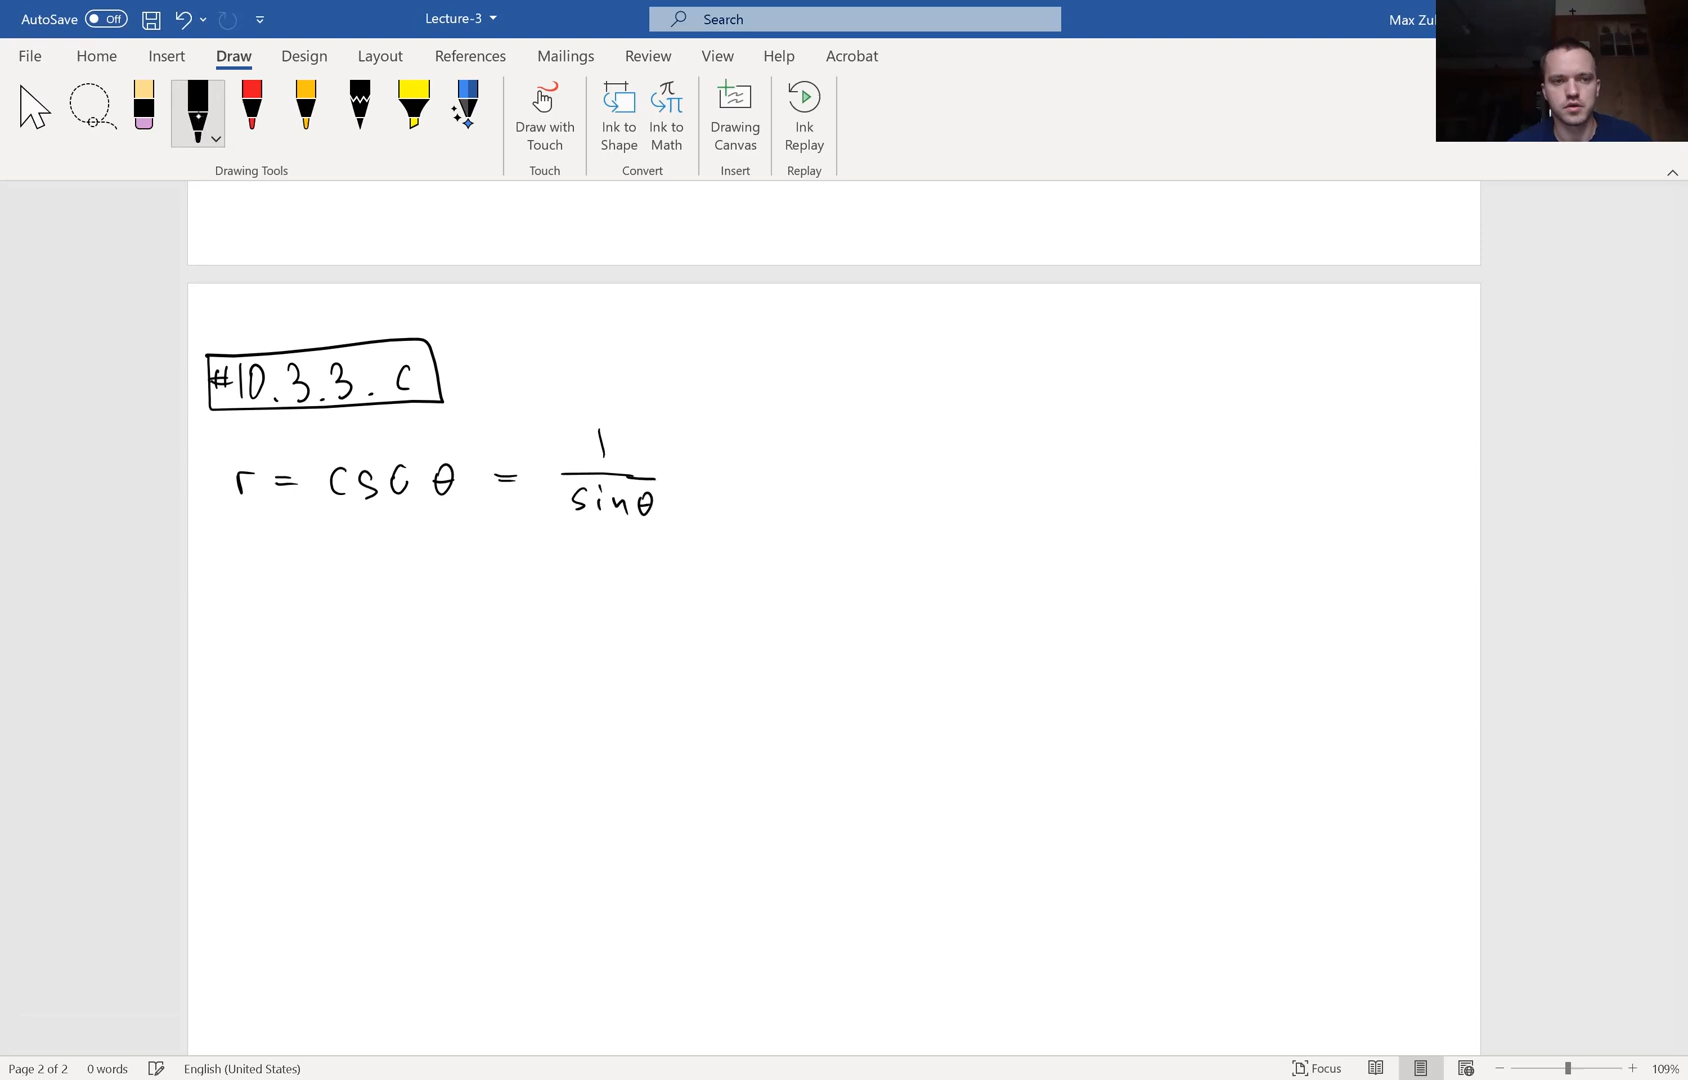 AutoSave Off Lecture-3 Search Max Zul
File Home Insert Draw Design Layout References Mailings Review View Help Acrobat
Draw with Touch
Ink to Shape
Ink to Math
Drawing Canvas
Ink Replay
Drawing Tools Touch Convert Insert Replay
#10.3.3.c
r = csc θ = 1/sinθ
Page 2 of 2 0 words English (United States) Focus 109%